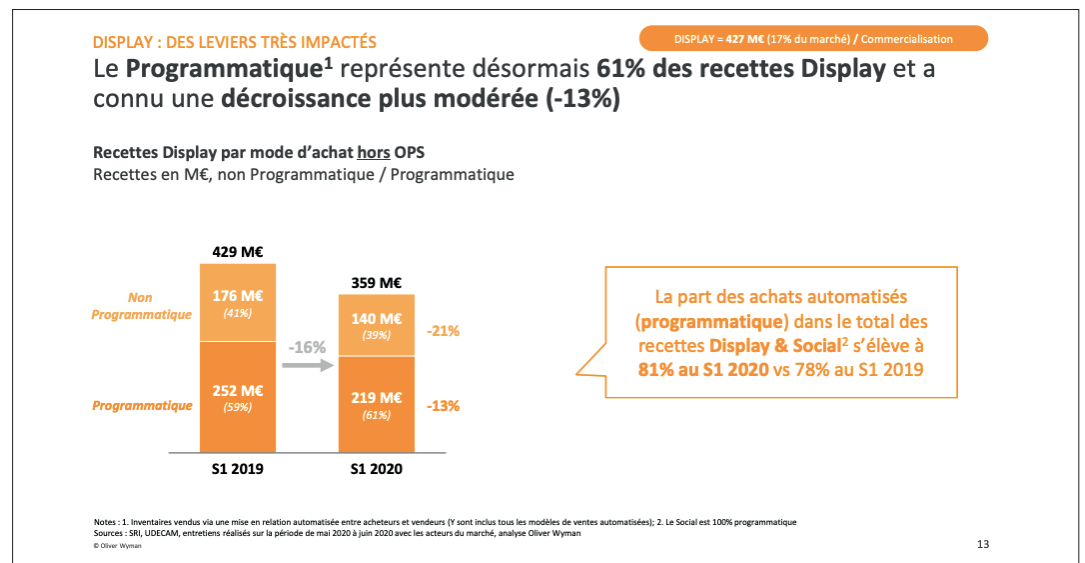 DISPLAY : DES LEVIERS TRÈS IMPACTÉS
DISPLAY = 427 M€ (17% du marché) / Commercialisation
Le Programmatique¹ représente désormais 61% des recettes Display et a
connu une décroissance plus modérée (-13%)
Recettes Display par mode d’achat hors OPS
Recettes en M€, non Programmatique / Programmatique
429 M€
359 M€
Non
Programmatique
176 M€
(41%)
140 M€
(39%)
-21%
-16%
Programmatique
252 M€
(59%)
219 M€
(61%)
-13%
S1 2019
S1 2020
La part des achats automatisés
(programmatique) dans le total des
recettes Display & Social² s’élève à
81% au S1 2020 vs 78% au S1 2019
Notes : 1. Inventaires vendus via une mise en relation automatisée entre acheteurs et vendeurs (Y sont inclus tous les modèles de ventes automatisées); 2. Le Social est 100% programmatique
Sources : SRI, UDECAM, entretiens réalisés sur la période de mai 2020 à juin 2020 avec les acteurs du marché, analyse Oliver Wyman
© Oliver Wyman
13